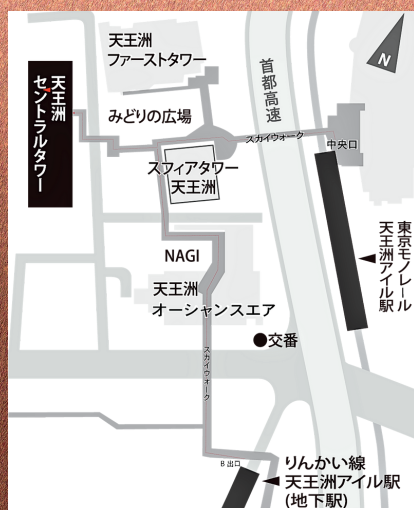 天王洲
ファーストタワー
首都高速
N
天王洲
セントラルタワー
みどりの広場
スカイウォーク
中央口
スフィアタワー
天王洲
東京モノレール
天王洲アイル駅
NAGI
天王洲
オーシャンスエア
交番
スカイウォーク
B 出口
りんかい線
天王洲アイル駅
(地下駅)